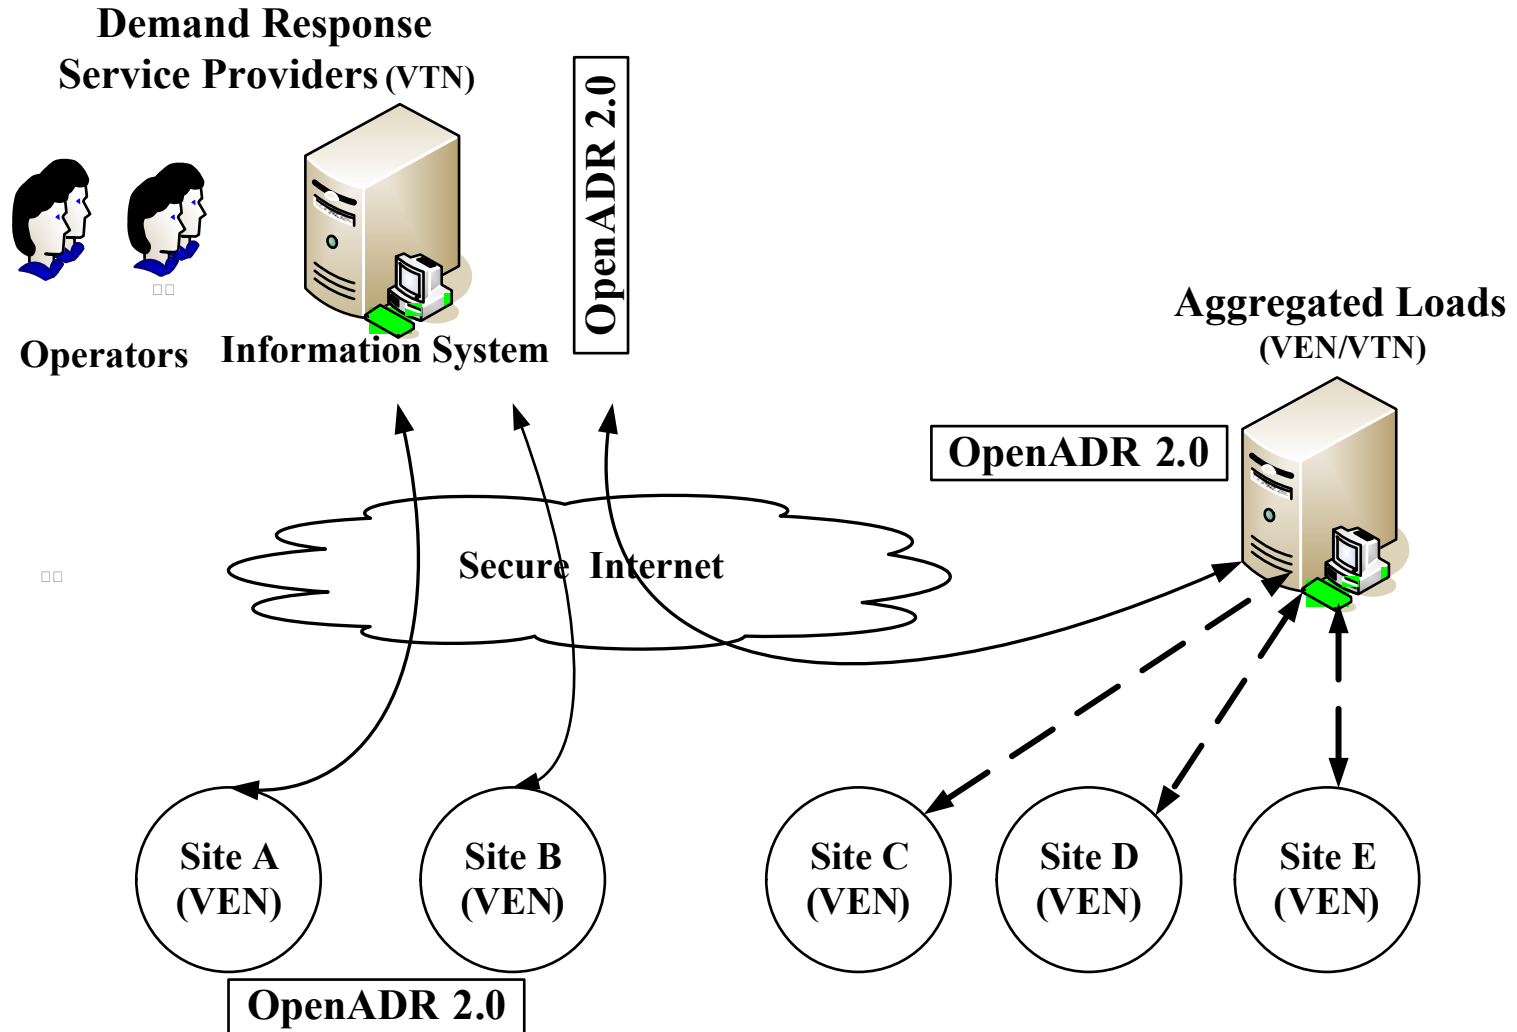 Demand Response
Service Providers (VTN)
OpenADR 2.0
Operators
Information System
Aggregated Loads
(VEN/VTN)
OpenADR 2.0
Secure Internet
Site A
(VEN)
Site B
(VEN)
Site C
(VEN)
Site D
(VEN)
Site E
(VEN)
OpenADR 2.0